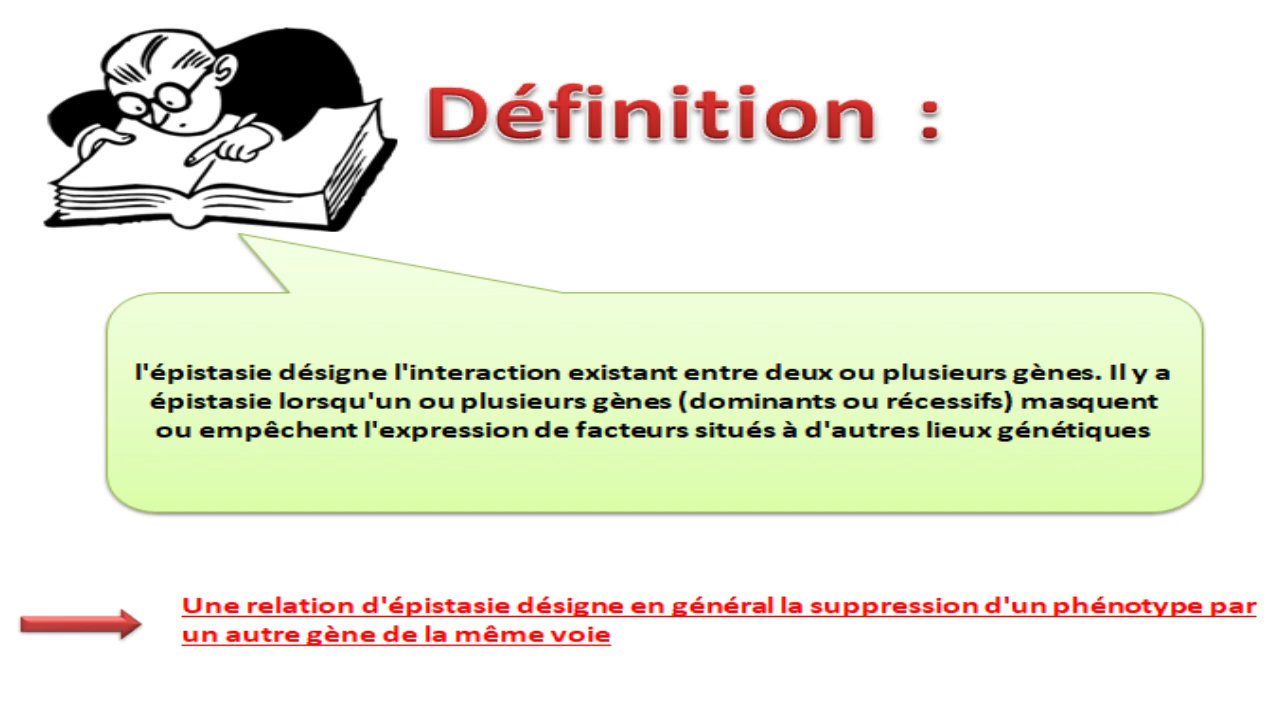 Définition :
l'épistasie désigne l'interaction existant entre deux ou plusieurs gènes. Il y a
épistasie lorsqu'un ou plusieurs gènes (dominants ou récessifs) masquent
ou empêchent l'expression de facteurs situés à d'autres lieux génétiques
Une relation d'épistasie désigne en général la suppression d'un phénotype par
un autre gène de la même voie